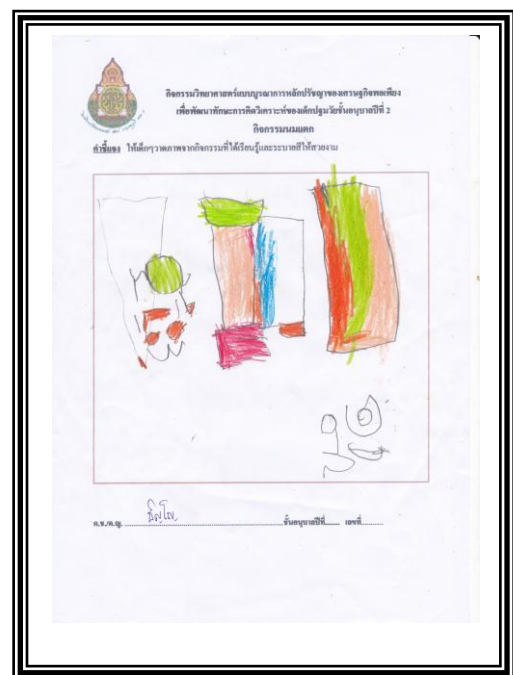 กิจกรรมวิทยาศาสตร์แบบบูรณาการหลักปรัชญาของเศรษฐกิจพอเพียง
เพื่อพัฒนาทักษะการคิดวิเคราะห์ของเด็กปฐมวัยชั้นอนุบาลปีที่ 2
กิจกรรมนมแตก
คำชี้แจง ให้เด็กๆวาดภาพจากกิจกรรมที่ได้เรียนรู้และระบายสีให้สวยงาม
ด.ช./ด.ญ. ชั้นอนุบาลปีที่ เลขที่